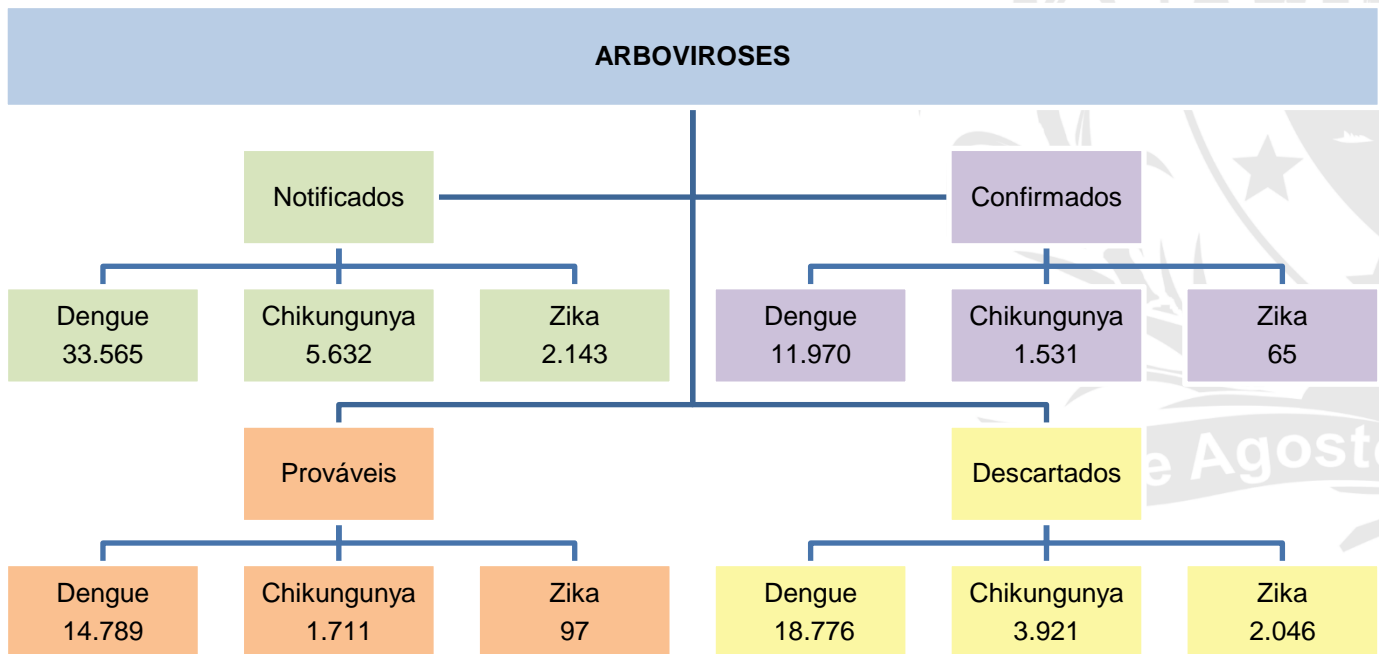 ARBOVIROSES
Notificados
Confirmados
Dengue
33.565
Chikungunya
5.632
Zika
2.143
Dengue
11.970
Chikungunya
1.531
Zika
65
e Agosto
Prováveis
Descartados
Dengue
14.789
Chikungunya
1.711
Zika
97
Dengue
18.776
Chikungunya
3.921
Zika
2.046